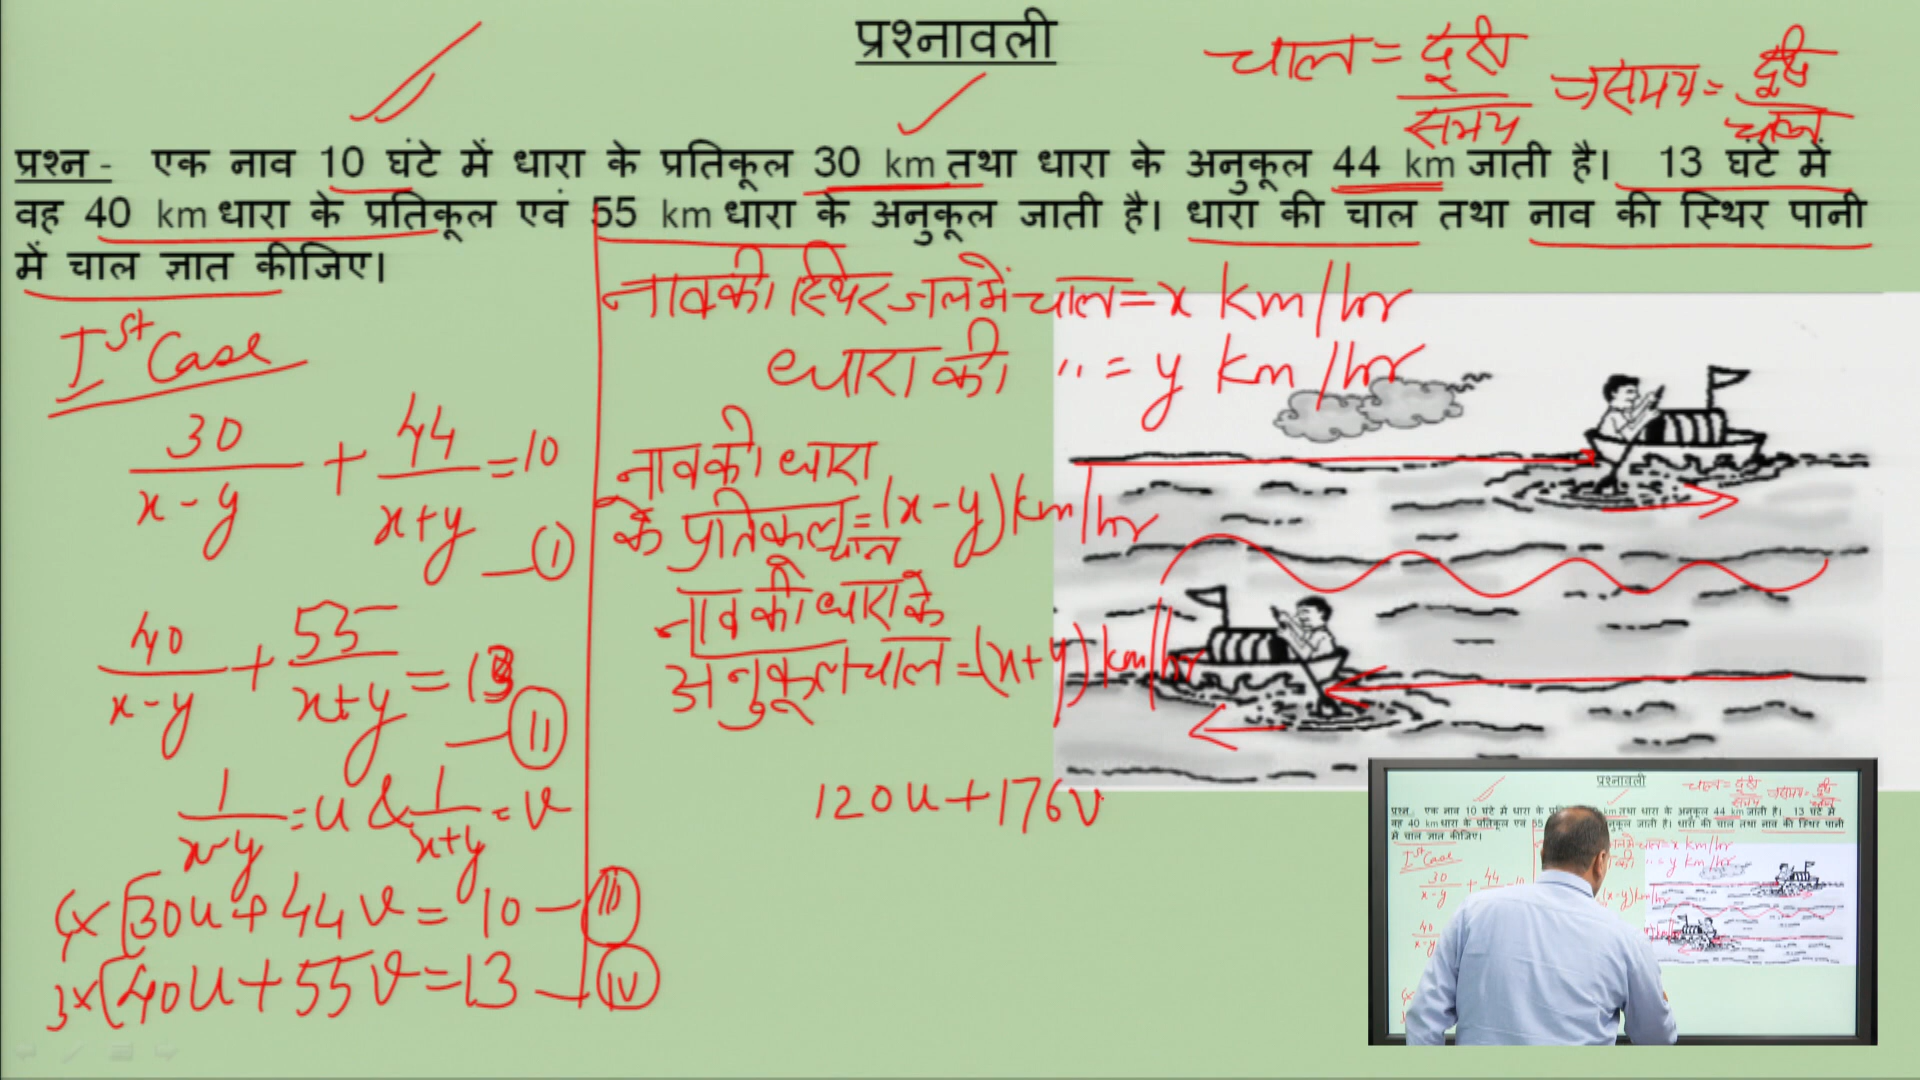 प्रश्नावली
चाल = दूरी / समय ⇒ समय = दूरी / चाल
प्रश्न - एक नाव 10 घंटे में धारा के प्रतिकूल 30 km तथा धारा के अनुकूल 44 km जाती है। 13 घंटे में
वह 40 km धारा के प्रतिकूल एवं 55 km धारा के अनुकूल जाती है। धारा की चाल तथा नाव की स्थिर पानी
में चाल ज्ञात कीजिए।
Ist Case
30/(x-y) + 44/(x+y) = 10 — (I)
40/(x-y) + 55/(x+y) = 13 — (II)
1/(x-y) = u & 1/(x+y) = v
4×[30u + 44v = 10 — (III)
3×[40u + 55v = 13 — (IV)
नाव की स्थिर जल में चाल = x km/hr
धारा की " = y km/hr
नाव की धारा
के प्रतिकूल चाल = (x-y) km/hr
नाव की धारा के
अनुकूल चाल = (x+y) km/hr
120u + 176v